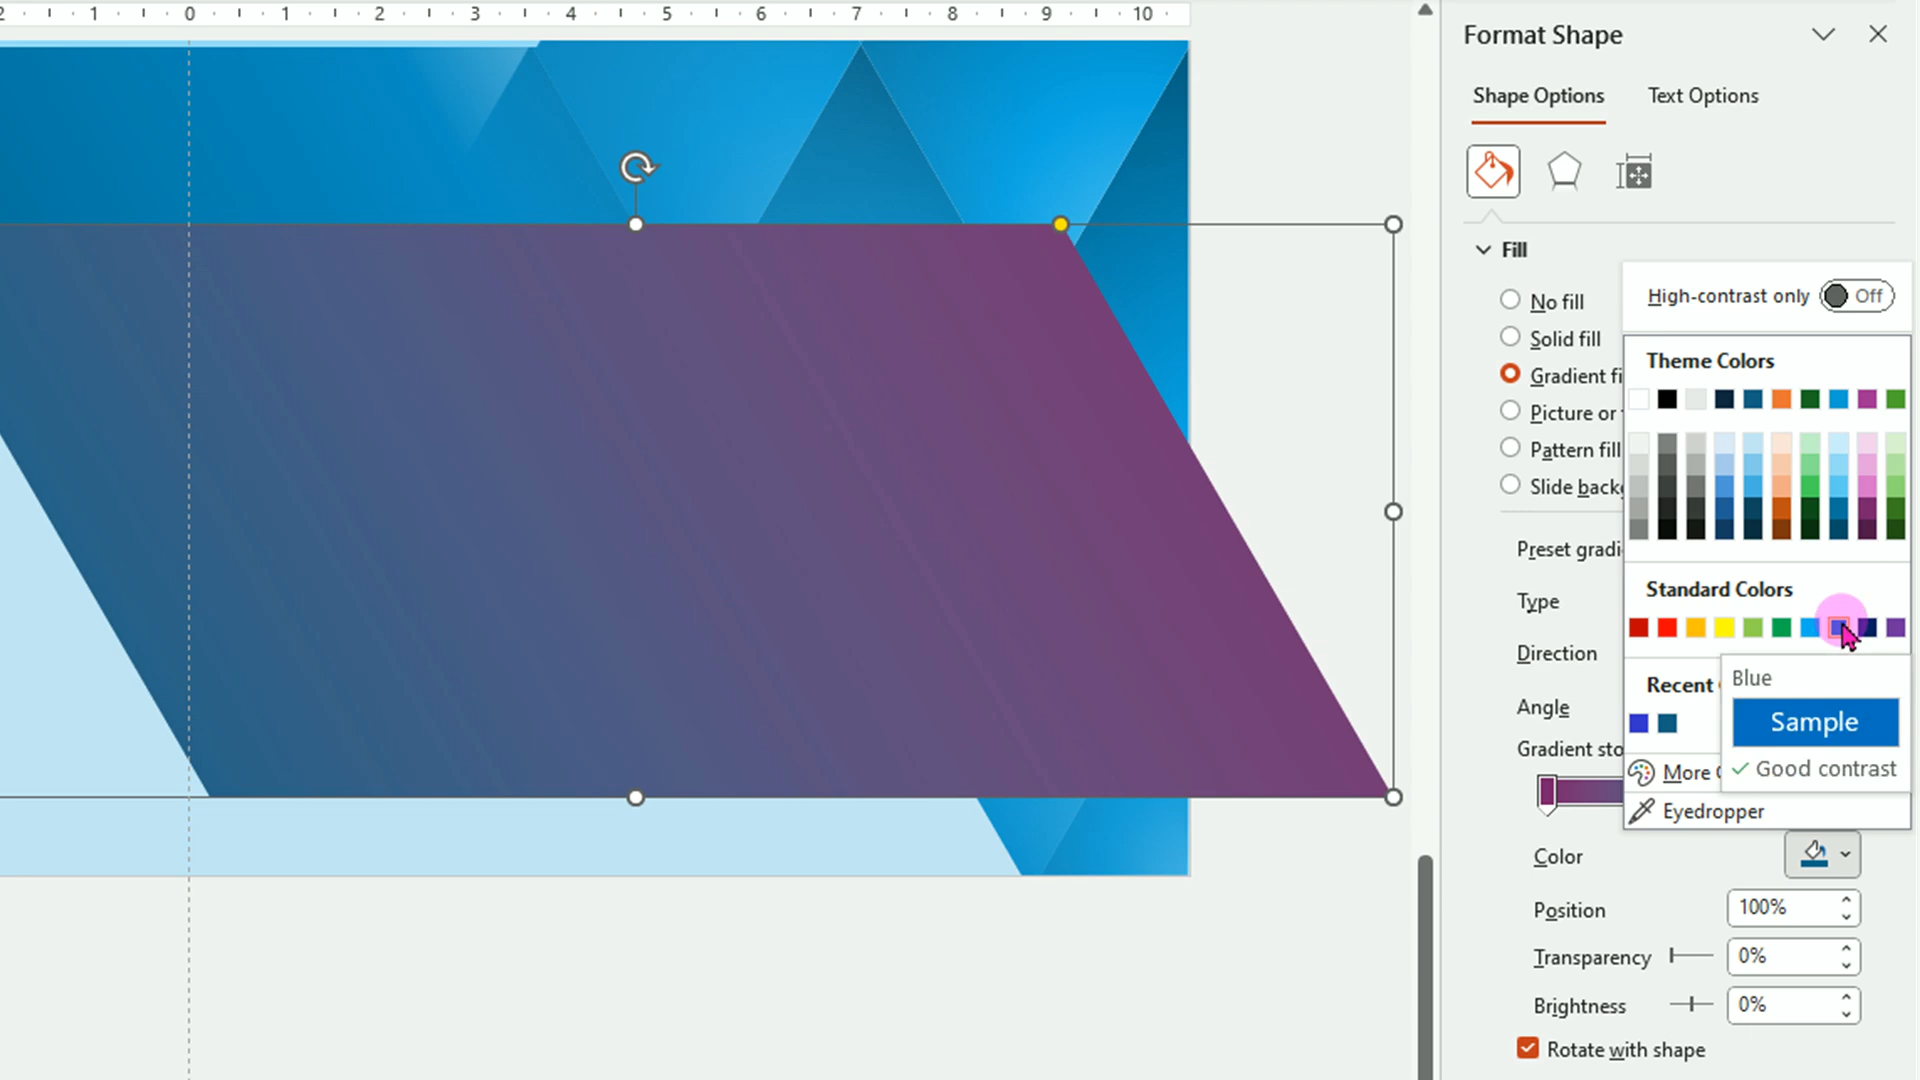 2 1 0 1 2 3 4 5 6 7 8 9 10
Format Shape
Shape Options Text Options
Fill
High-contrast only Off
No fill
Solid fill
Gradient fi
Picture or
Pattern fill
Slide back
Theme Colors
Preset gradi
Standard Colors
Type
Direction
Blue
Recent
Angle
Sample
Gradient sto
More
Good contrast
Eyedropper
Color
Position 100%
Transparency 0%
Brightness 0%
Rotate with shape